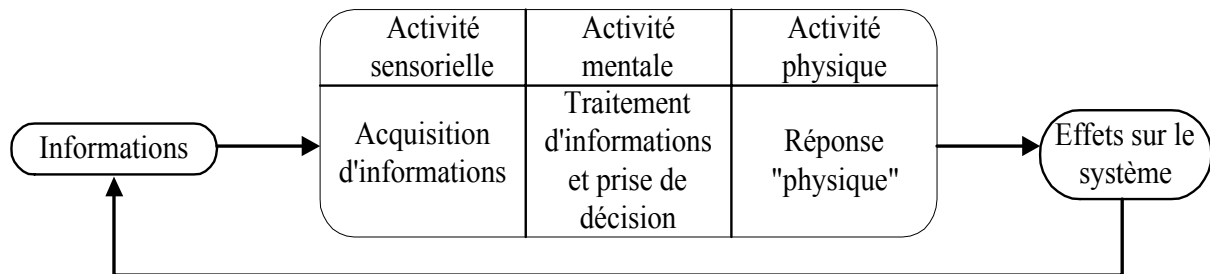 Informations
Activité
sensorielle
Activité
mentale
Activité
physique
Acquisition
d'informations
Traitement
d'informations
et prise de
décision
Réponse
"physique"
Effets sur le
système